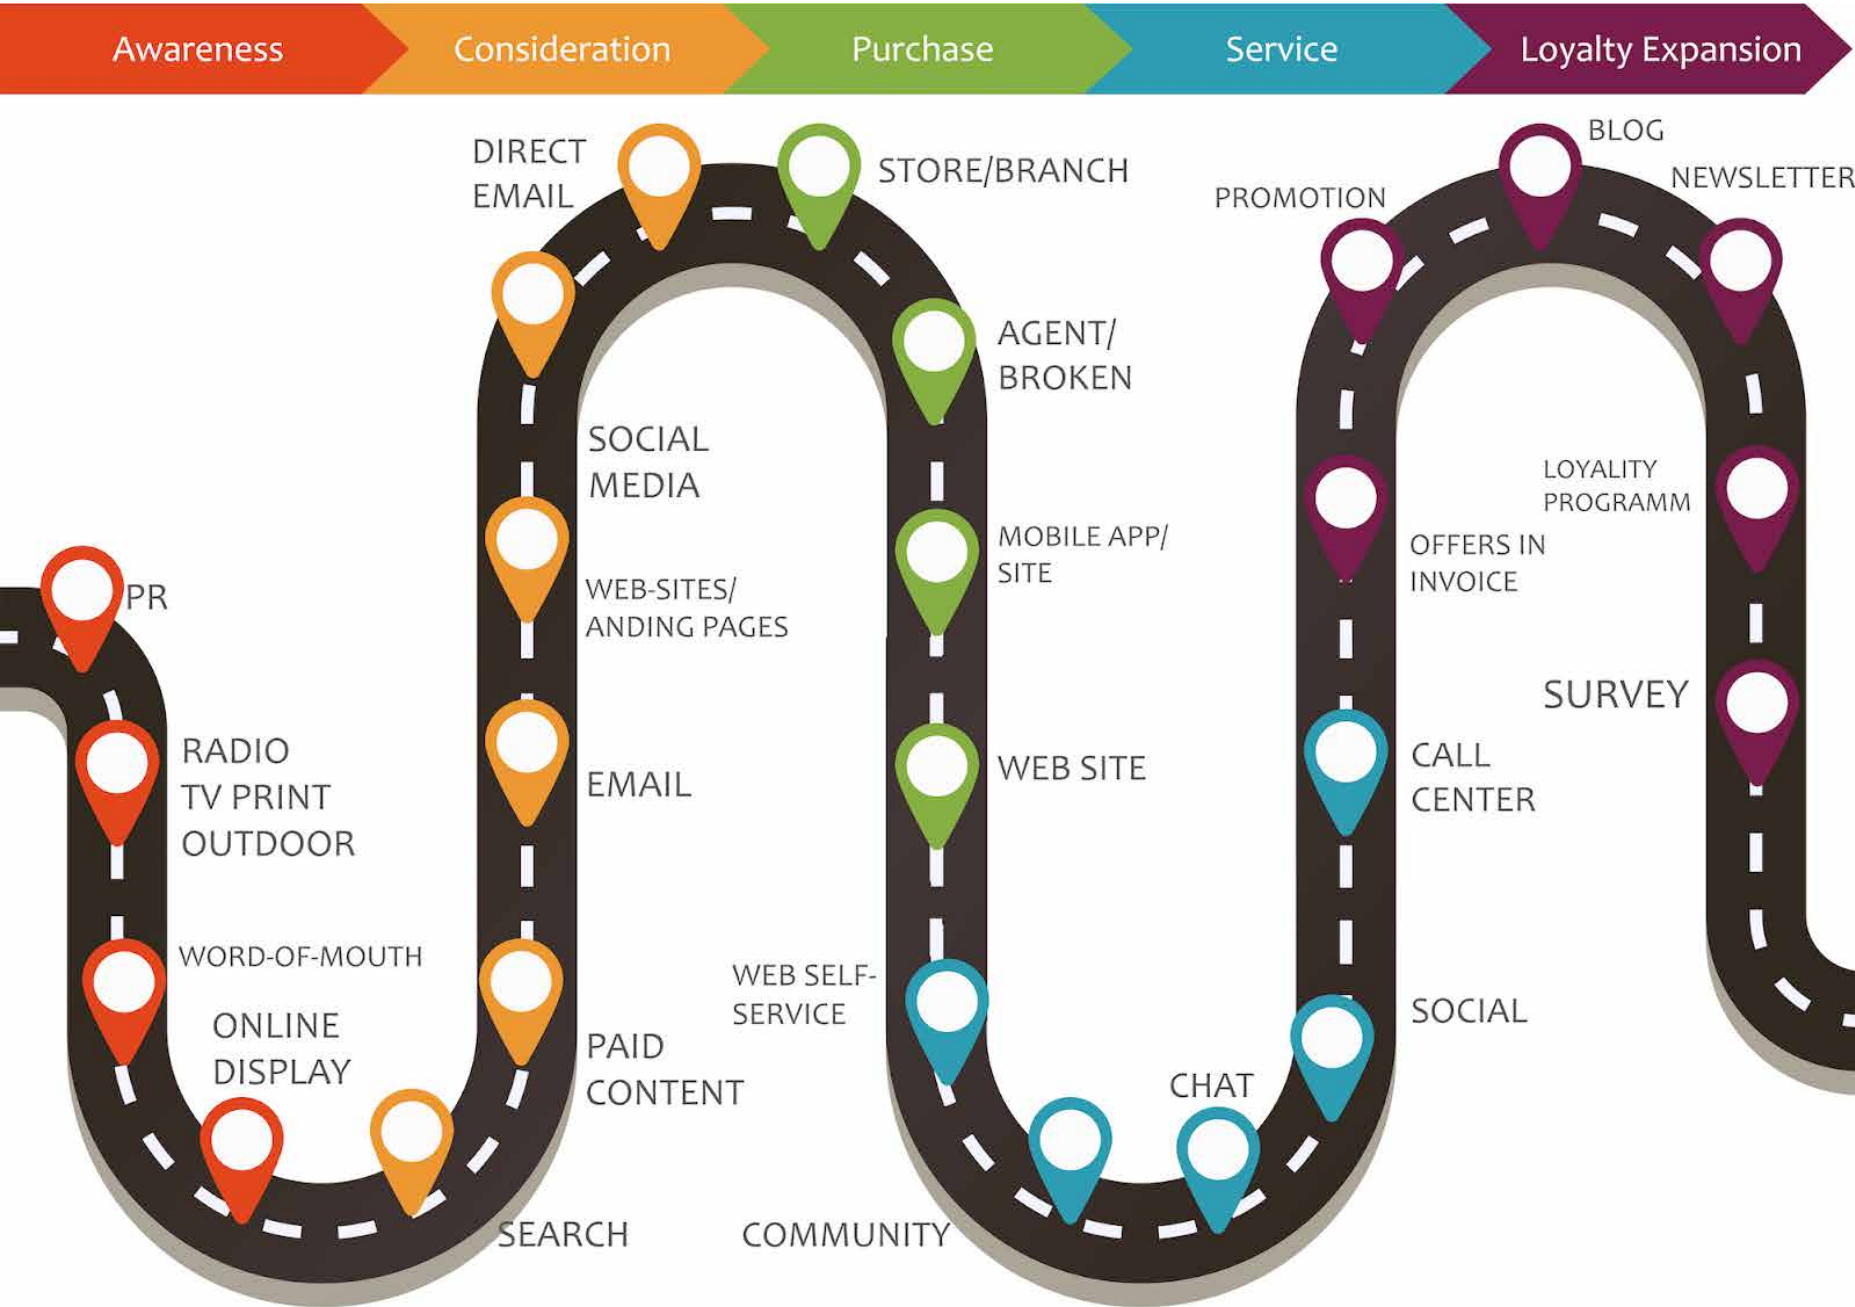 Awareness
Consideration
Purchase
Service
Loyalty Expansion
PR
RADIO
TV PRINT
OUTDOOR
WORD-OF-MOUTH
ONLINE
DISPLAY
SEARCH
PAID
CONTENT
EMAIL
WEB-SITES/
ANDING PAGES
SOCIAL
MEDIA
DIRECT
EMAIL
STORE/BRANCH
AGENT/
BROKEN
MOBILE APP/
SITE
WEB SITE
WEB SELF-
SERVICE
COMMUNITY
CHAT
SOCIAL
CALL
CENTER
OFFERS IN
INVOICE
PROMOTION
BLOG
NEWSLETTER
LOYALITY
PROGRAMM
SURVEY